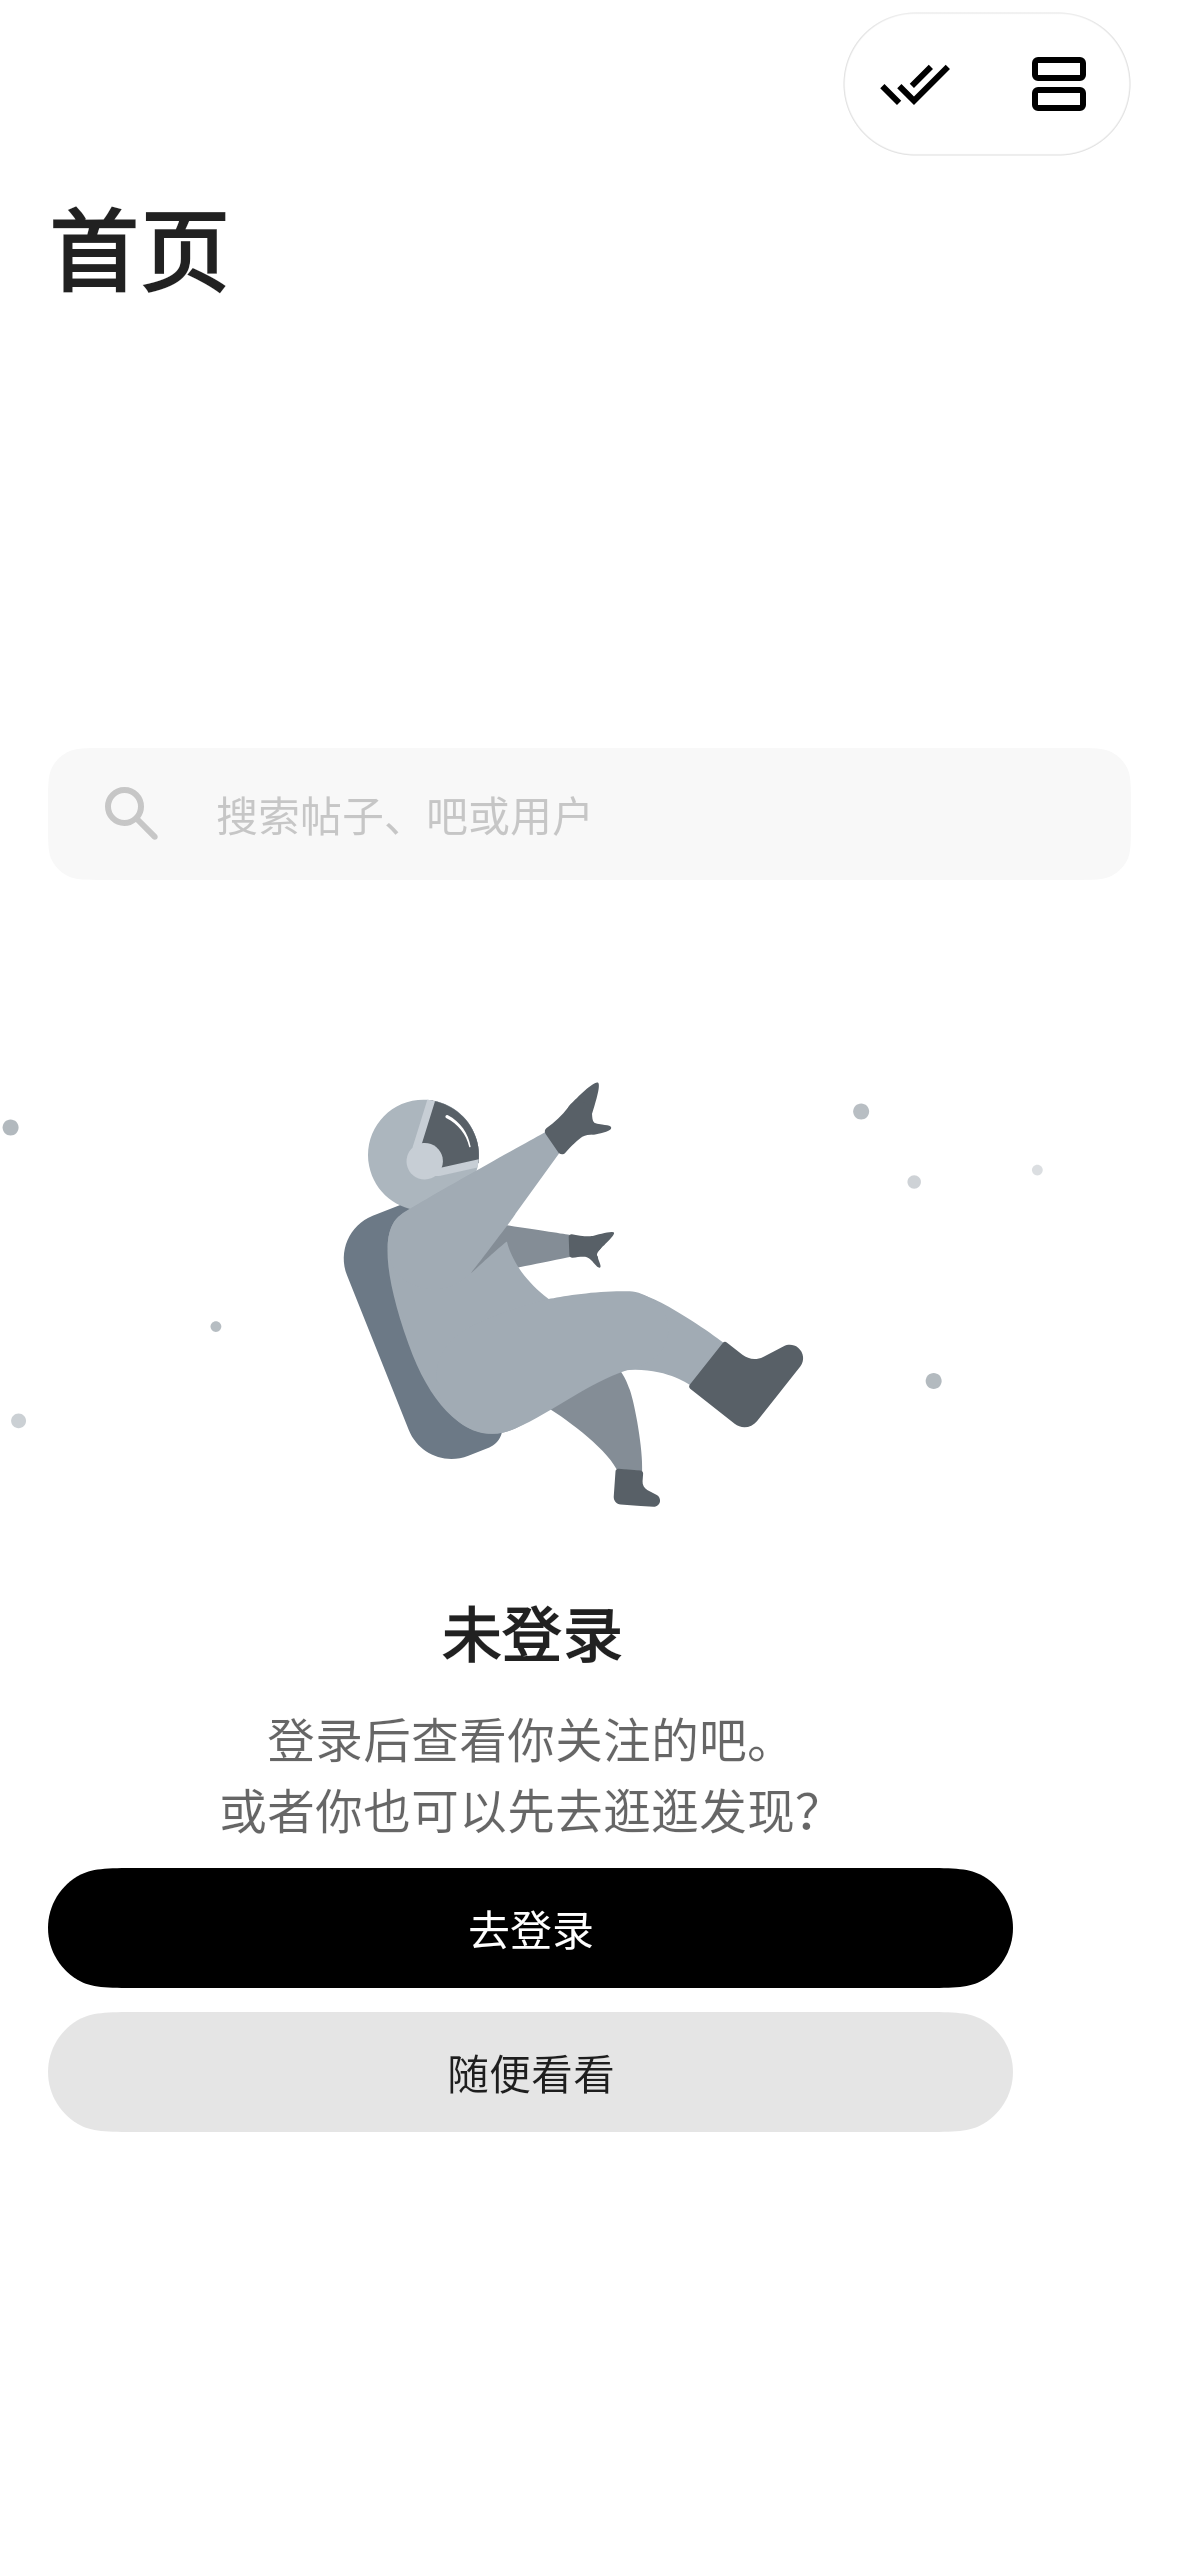 首页
搜索帖子、吧或用户
未登录
登录后查看你关注的吧。
或者你也可以先去逛逛发现？
去登录
随便看看